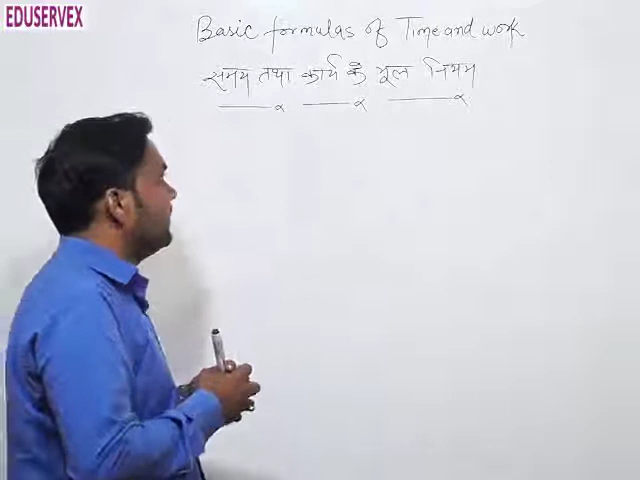 EDUSERVEX
Basic formulas of Time and work
समय तथा कार्य के मूल नियम